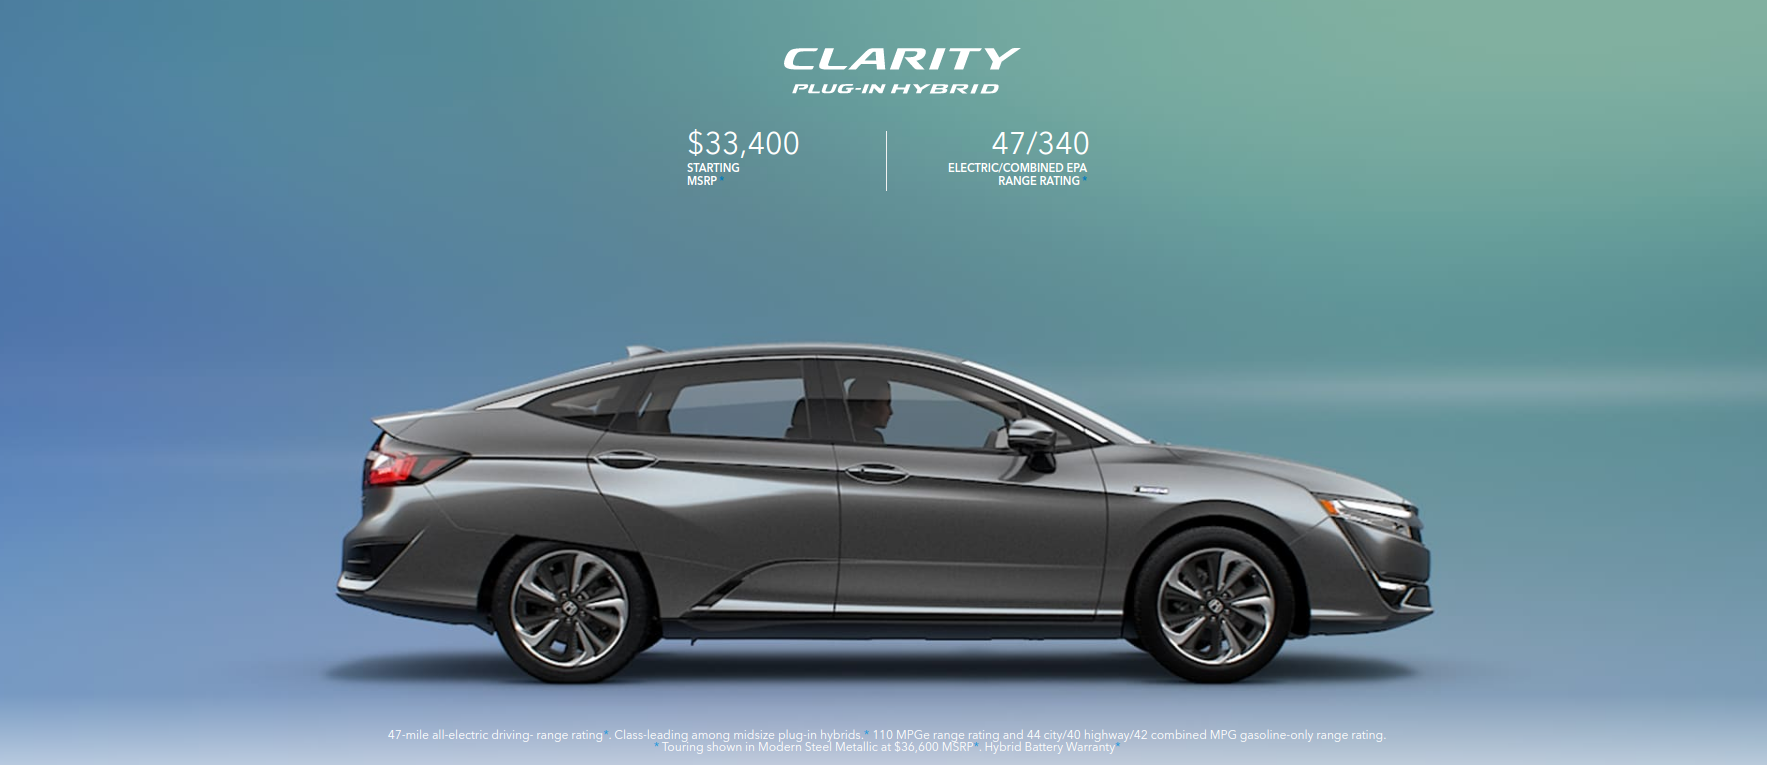 CLARITY
PLUG-IN HYBRID
$33,400
STARTING
MSRP *
47/340
ELECTRIC/COMBINED EPA
RANGE RATING *
47-mile all-electric driving- range rating*. Class-leading among midsize plug-in hybrids.* 110 MPGe range rating and 44 city/40 highway/42 combined MPG gasoline-only range rating.
* Touring shown in Modern Steel Metallic at $36,600 MSRP*. Hybrid Battery Warranty*